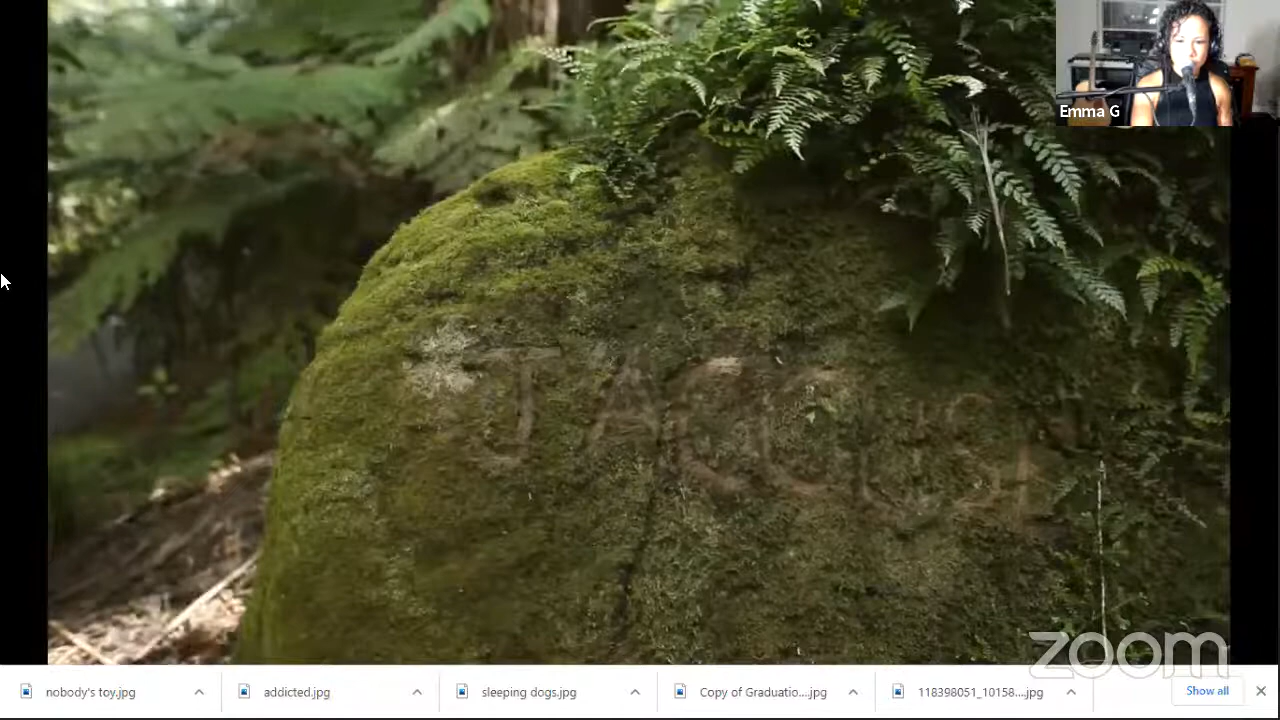 Emma G
zoom
nobody's toy.jpg
addicted.jpg
sleeping dogs.jpg
Copy of Graduatio....jpg
118398051_10158....jpg
Show all